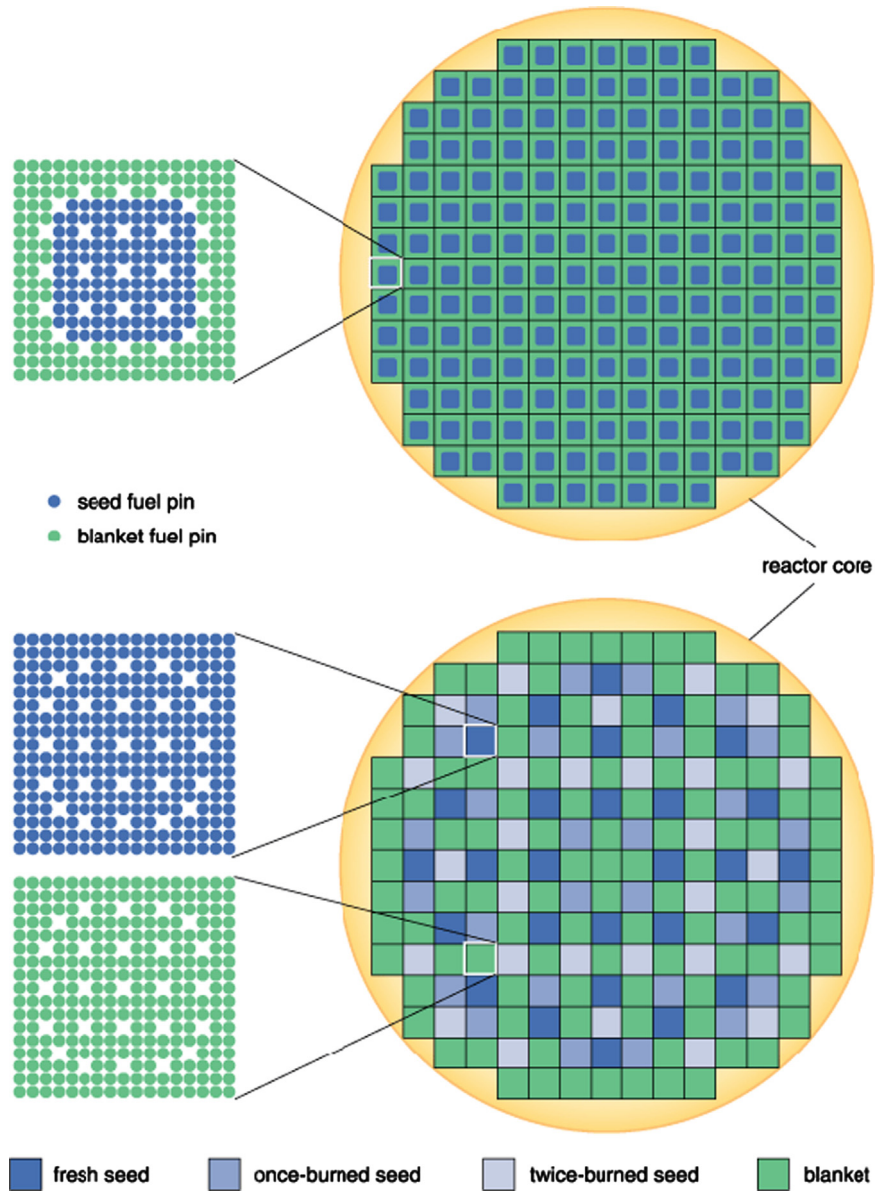 seed fuel pin
blanket fuel pin
reactor core
fresh seed
once-burned seed
twice-burned seed
blanket